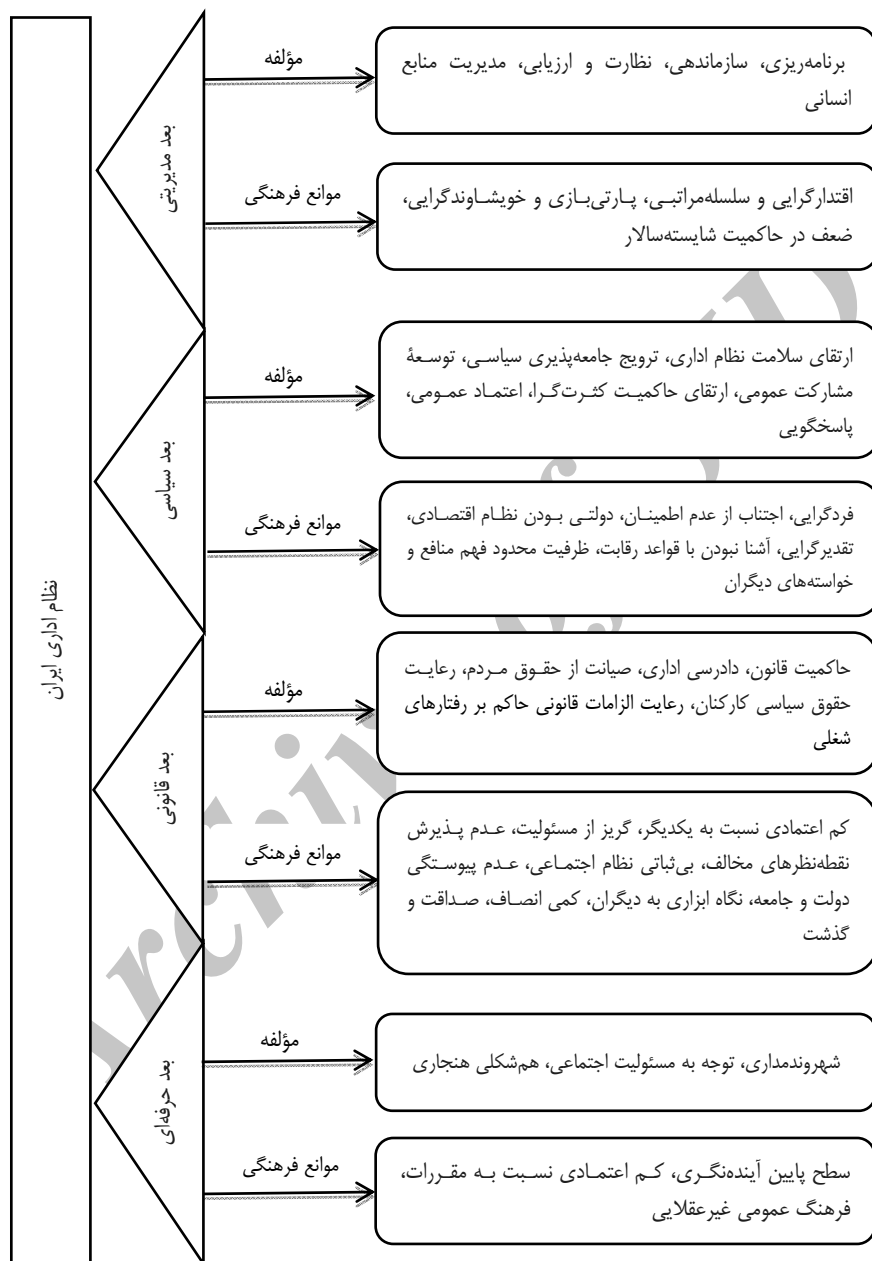 نظام اداری ایران
بعد مدیریتی
مؤلفه
برنامه‌ریزی، سازماندهی، نظارت و ارزیابی، مدیریت منابع
انسانی
موانع فرهنگی
اقتدارگرایی و سلسله‌مراتبی، پارتی‌بازی و خویشاوندگرایی،
ضعف در حاکمیت شایسته‌سالار
بعد سیاسی
مؤلفه
ارتقای سلامت نظام اداری، ترویج جامعه‌پذیری سیاسی، توسعهٔ
مشارکت عمومی، ارتقای حاکمیت کثرت‌گرا، اعتماد عمومی،
پاسخگویی
موانع فرهنگی
فردگرایی، اجتناب از عدم اطمینان، دولتی بودن نظام اقتصادی،
تقدیرگرایی، آشنا نبودن با قواعد رقابت، ظرفیت محدود فهم منافع و
خواسته‌های دیگران
بعد قانونی
مؤلفه
حاکمیت قانون، دادرسی اداری، صیانت از حقوق مردم، رعایت
حقوق سیاسی کارکنان، رعایت الزامات قانونی حاکم بر رفتارهای
شغلی
موانع فرهنگی
کم اعتمادی نسبت به یکدیگر، گریز از مسئولیت، عدم پذیرش
نقطه‌نظرهای مخالف، بی‌ثباتی نظام اجتماعی، عدم پیوستگی
دولت و جامعه، نگاه ابزاری به دیگران، کمی انصاف، صداقت و
گذشت
بعد حرفه‌ای
مؤلفه
شهروندمداری، توجه به مسئولیت اجتماعی، هم‌شکلی هنجاری
موانع فرهنگی
سطح پایین آینده‌نگری، کم اعتمادی نسبت به مقررات،
فرهنگ عمومی غیرعقلایی